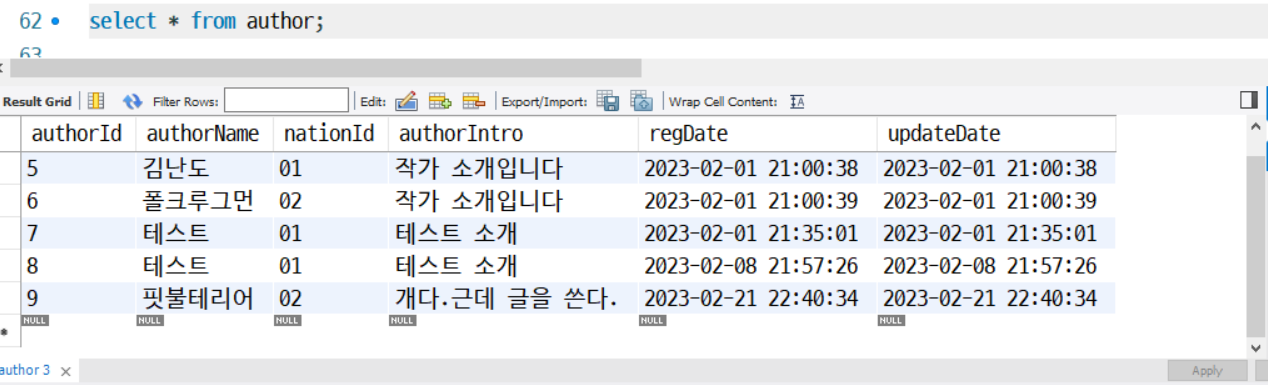 62 select * from author;
63
Result Grid Filter Rows: Edit: Export/Import: Wrap Cell Content:
authorId authorName nationId authorIntro regDate updateDate
5 김난도 01 작가 소개입니다 2023-02-01 21:00:38 2023-02-01 21:00:38
6 폴크루그먼 02 작가 소개입니다 2023-02-01 21:00:39 2023-02-01 21:00:39
7 테스트 01 테스트 소개 2023-02-01 21:35:01 2023-02-01 21:35:01
8 테스트 01 테스트 소개 2023-02-08 21:57:26 2023-02-08 21:57:26
9 핏불테리어 02 개다.근데 글을 쓴다. 2023-02-21 22:40:34 2023-02-21 22:40:34
* NULL NULL NULL NULL NULL NULL
author 3 × Apply